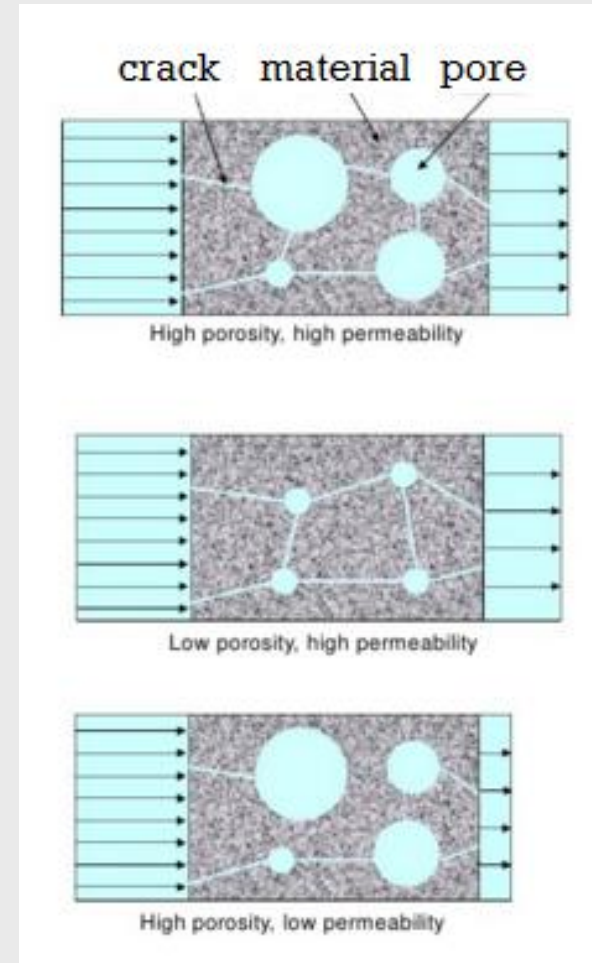 crack material pore
High porosity, high permeability
Low porosity, high permeability
High porosity, low permeability